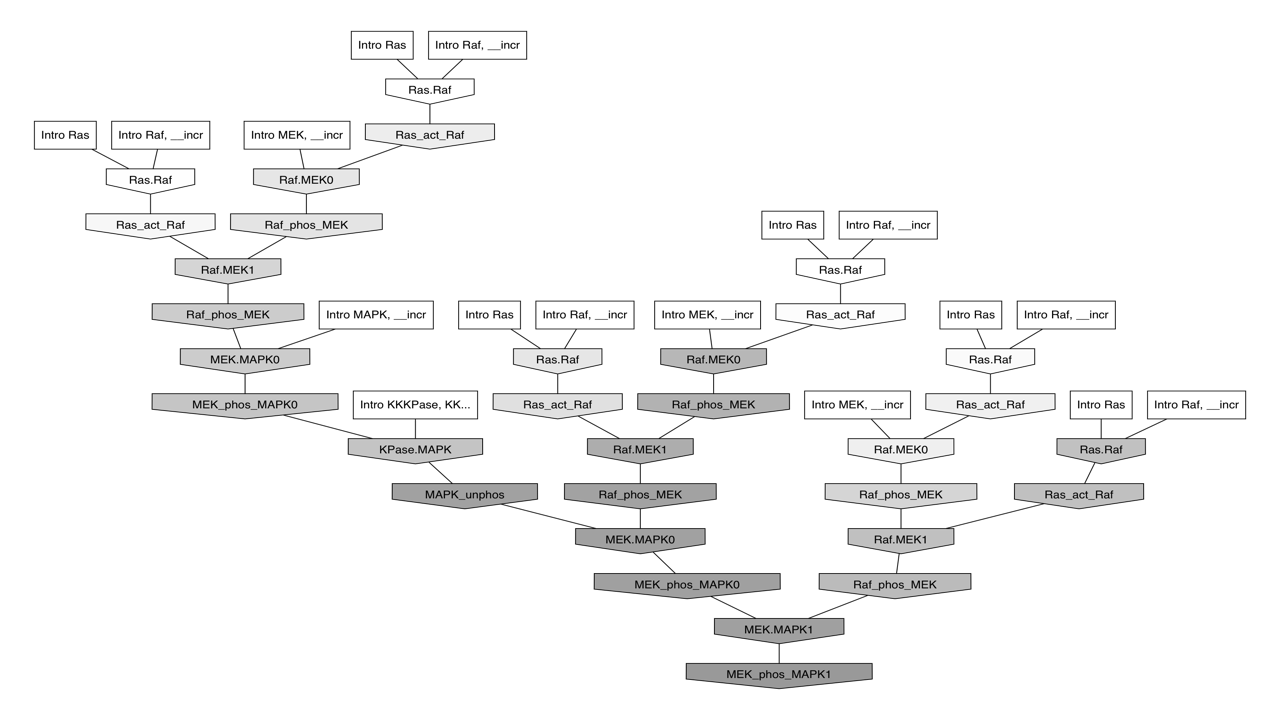 Intro Ras
Intro Raf, __incr
Ras.Raf
Intro Ras
Intro Raf, __incr
Intro MEK, __incr
Ras_act_Raf
Ras.Raf
Raf.MEK0
Ras_act_Raf
Raf_phos_MEK
Intro Ras
Intro Raf, __incr
Raf.MEK1
Ras.Raf
Raf_phos_MEK
Intro MAPK, __incr
Intro Ras
Intro Raf, __incr
Intro MEK, __incr
Ras_act_Raf
Intro Ras
Intro Raf, __incr
MEK.MAPK0
Ras.Raf
Raf.MEK0
Ras.Raf
MEK_phos_MAPK0
Intro KKKPase, KK...
Ras_act_Raf
Raf_phos_MEK
Intro MEK, __incr
Ras_act_Raf
Intro Ras
Intro Raf, __incr
KPase.MAPK
Raf.MEK1
Raf.MEK0
Ras.Raf
MAPK_unphos
Raf_phos_MEK
Raf_phos_MEK
Ras_act_Raf
MEK.MAPK0
Raf.MEK1
MEK_phos_MAPK0
Raf_phos_MEK
MEK.MAPK1
MEK_phos_MAPK1